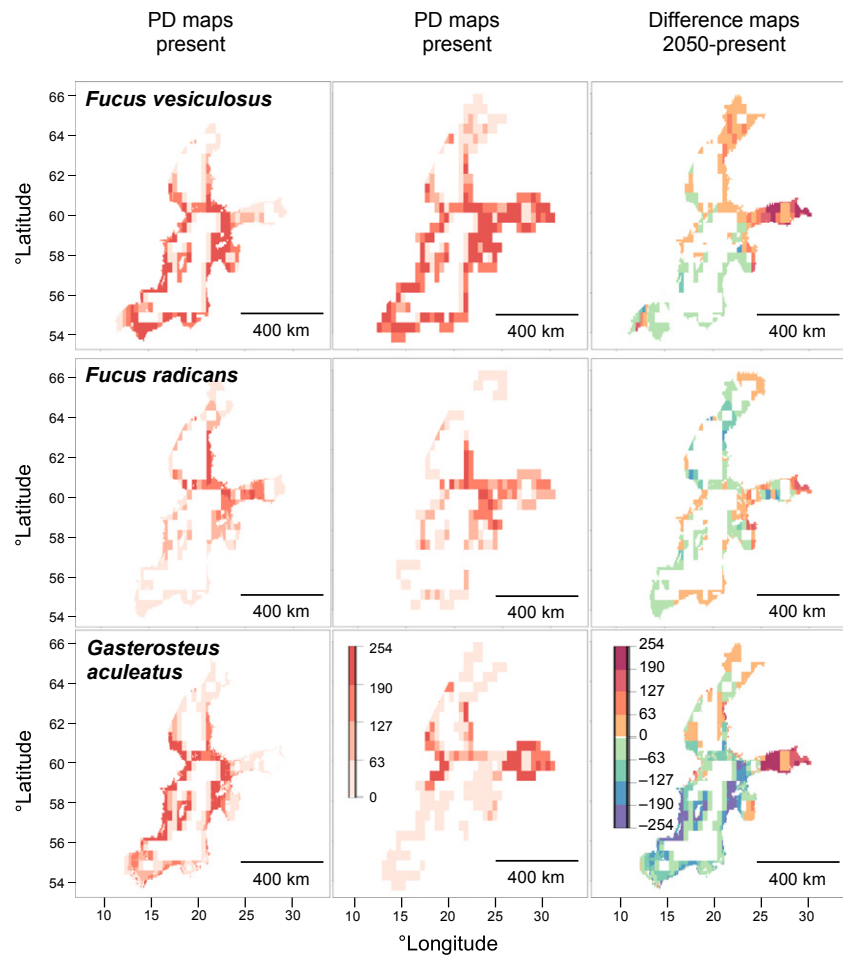 PD maps
present
PD maps
present
Difference maps
2050-present
Fucus vesiculosus
66
64
62
60
58
56
54
°Latitude
400 km
400 km
400 km
Fucus radicans
66
64
62
60
58
56
54
°Latitude
400 km
400 km
400 km
Gasterosteus
aculeatus
66
64
62
60
58
56
54
°Latitude
254
190
127
63
0
254
190
127
63
0
−63
−127
−190
−254
400 km
400 km
400 km
10 15 20 25 30
10 15 20 25 30
10 15 20 25 30
°Longitude